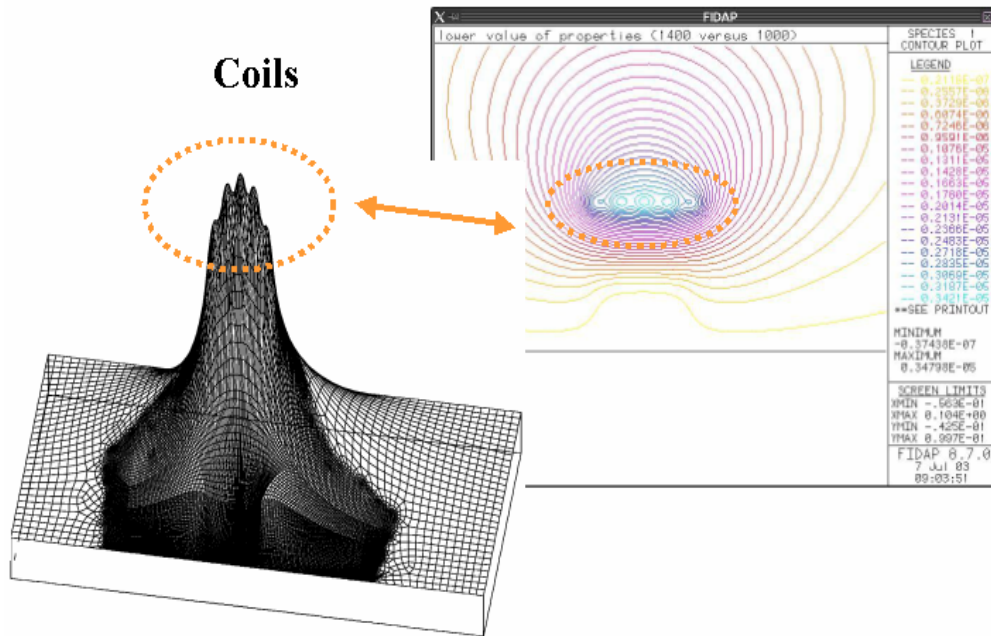 Coils
FIDAP
lower value of properties (1400 versus 1000)
SPECIES 1
CONTOUR PLOT
LEGEND
-- 0.2557E-06
-- 0.3729E-06
-- 0.6074E-06
-- 0.7246E-06
-- 0.9591E-06
-- 0.1076E-05
-- 0.1311E-05
-- 0.1428E-05
-- 0.1663E-05
-- 0.1780E-05
-- 0.2014E-05
-- 0.2131E-05
-- 0.2366E-05
-- 0.2483E-05
-- 0.2718E-05
-- 0.2835E-05
-- 0.3069E-05
-- 0.3187E-05
-- 0.3421E-05
**SEE PRINTOUT
MINIMUM
-0.37438E-07
MAXIMUM
0.34798E-05
SCREEN LIMITS
XMIN -.563E-01
XMAX 0.104E+00
YMIN -.425E-01
YMAX 0.997E-01
FIDAP 8.7.0
7 Jul 03
09:03:51